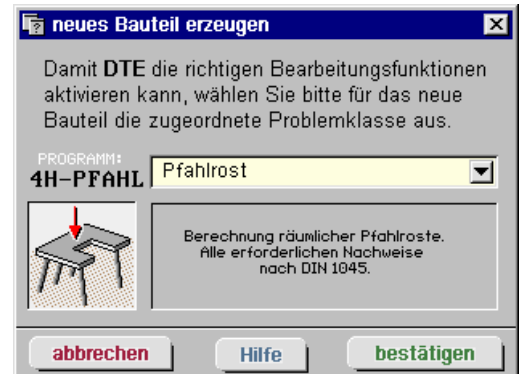 neues Bauteil erzeugen
Damit DTE die richtigen Bearbeitungsfunktionen
aktivieren kann, wählen Sie bitte für das neue
Bauteil die zugeordnete Problemklasse aus.
PROGRAMM:
4H-PFAHL
Pfahlrost
Berechnung räumlicher Pfahlroste.
Alle erforderlichen Nachweise
nach DIN 1045.
abbrechen
Hilfe
bestätigen